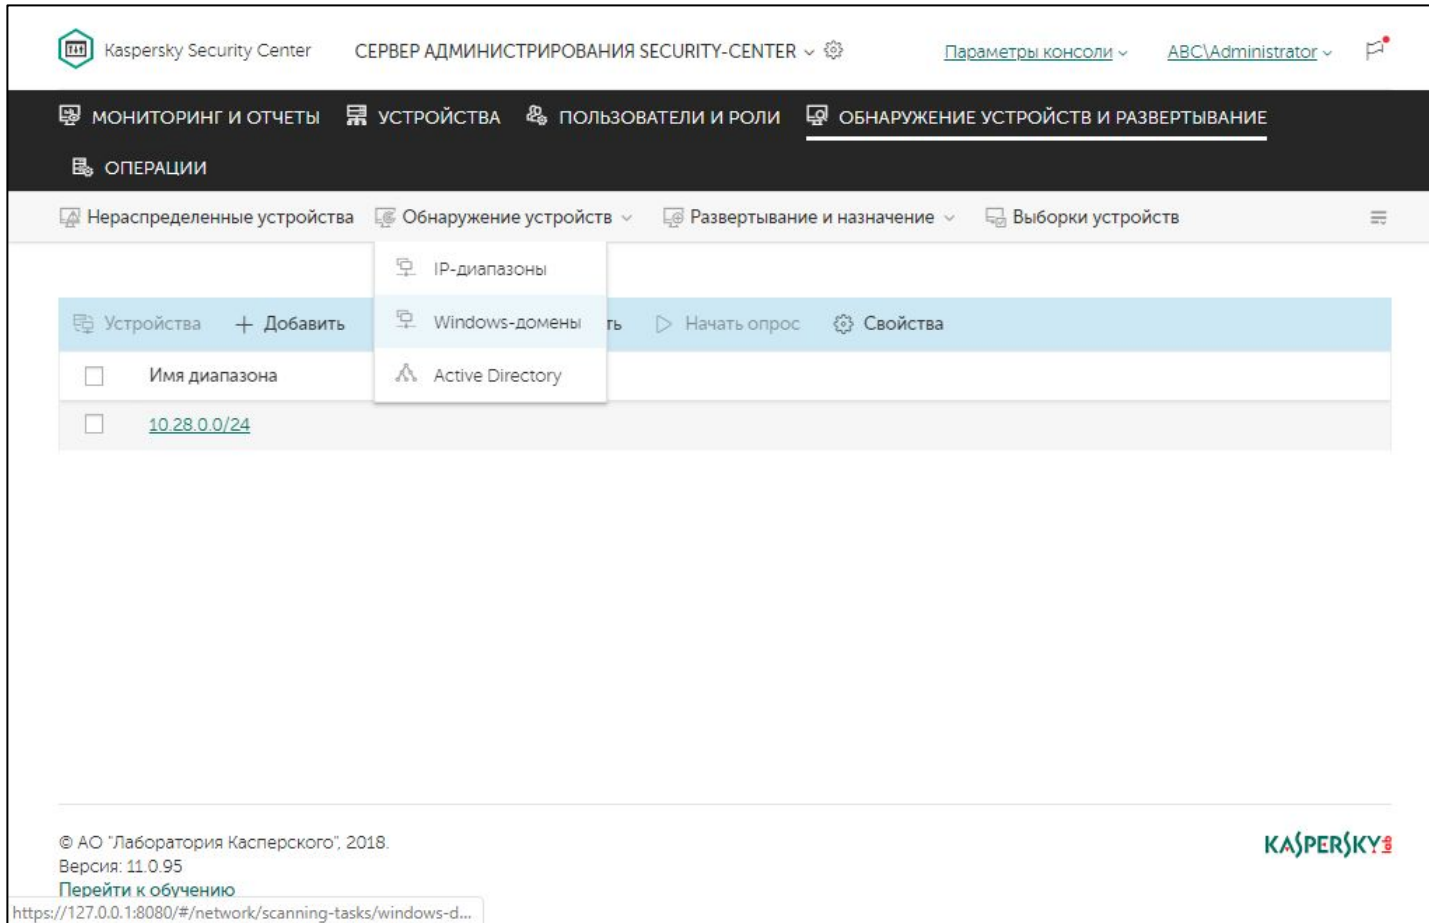 Kaspersky Security Center СЕРВЕР АДМИНИСТРИРОВАНИЯ SECURITY-CENTER Параметры консоли ABC\Administrator
МОНИТОРИНГ И ОТЧЕТЫ УСТРОЙСТВА ПОЛЬЗОВАТЕЛИ И РОЛИ ОБНАРУЖЕНИЕ УСТРОЙСТВ И РАЗВЕРТЫВАНИЕ
ОПЕРАЦИИ
Нераспределенные устройства Обнаружение устройств Развертывание и назначение Выборки устройств
IP-диапазоны
Windows-домены
Active Directory
Устройства + Добавить ть Начать опрос Свойства
Имя диапазона
10.28.0.0/24
© АО "Лаборатория Касперского", 2018.
Версия: 11.0.95
Перейти к обучению
KASPERSKY lab
https://127.0.0.1:8080/#/network/scanning-tasks/windows-d...